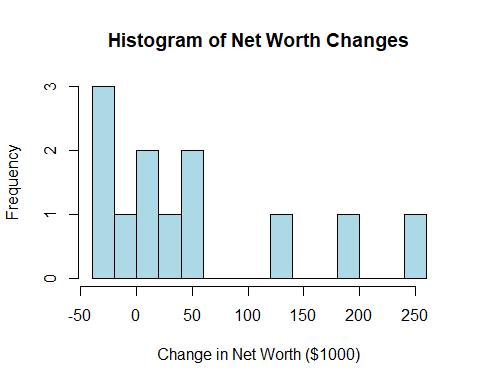 Histogram of Net Worth Changes
Frequency
3
2
1
0
-50 0 50 100 150 200 250
Change in Net Worth ($1000)